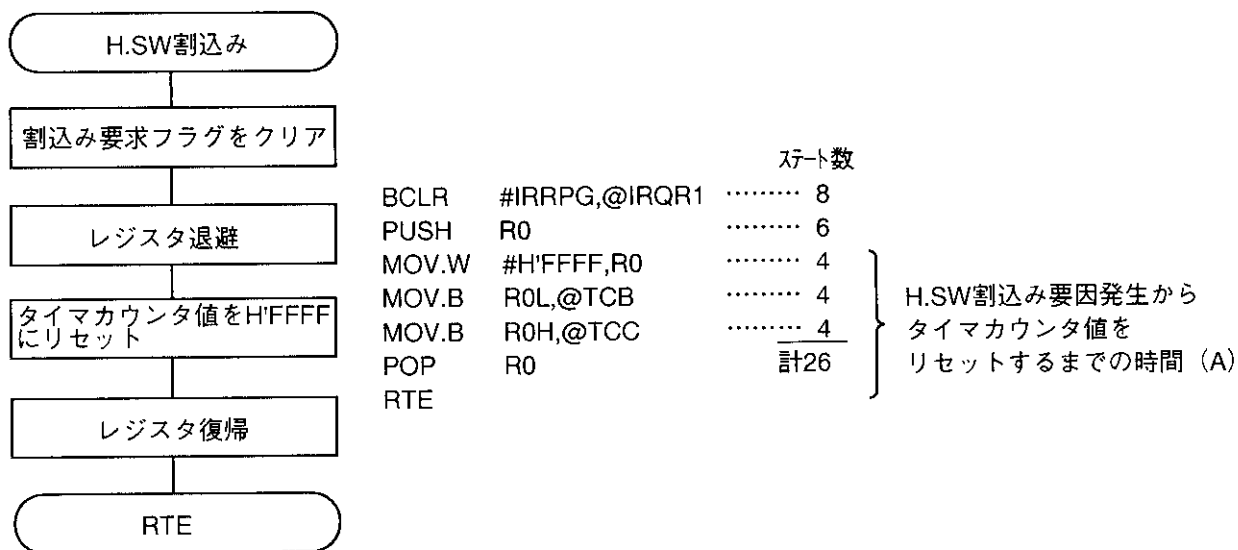 H.SW割込み
割込み要求フラグをクリア
レジスタ退避
タイマカウンタ値をH'FFFF
にリセット
レジスタ復帰
RTE
ステート数
BCLR #IRRPG,@IRQR1 ········· 8
PUSH R0 ········· 6
MOV.W #H'FFFF,R0 ········· 4
MOV.B R0L,@TCB ········· 4
MOV.B R0H,@TCC ········· 4
POP R0 計26
RTE
H.SW割込み要因発生から
タイマカウンタ値を
リセットするまでの時間（A）